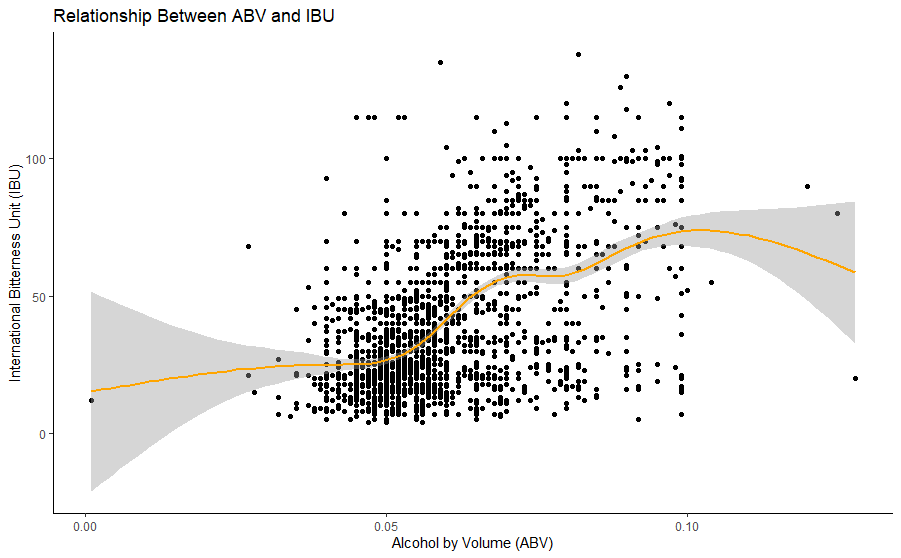 Relationship Between ABV and IBU
International Bitterness Unit (IBU)
100
50
0
0.00 0.05 0.10
Alcohol by Volume (ABV)